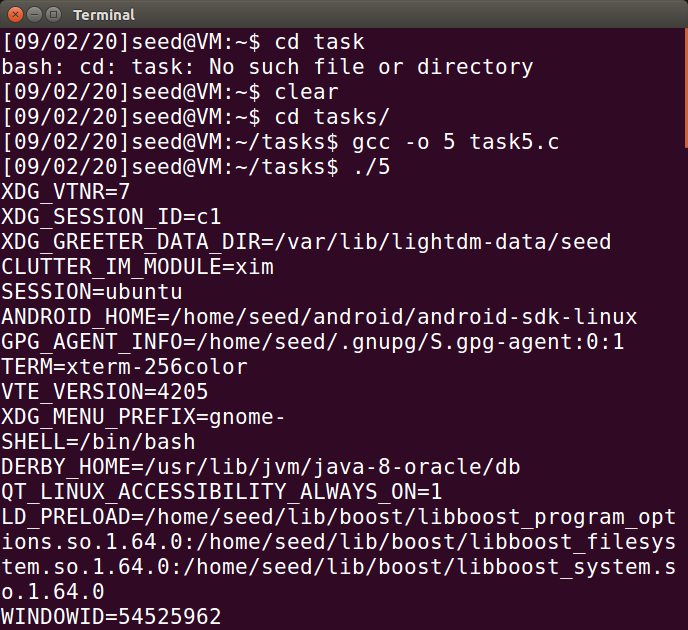 Terminal
[09/02/20]seed@VM:~$ cd task
bash: cd: task: No such file or directory
[09/02/20]seed@VM:~$ clear
[09/02/20]seed@VM:~$ cd tasks/
[09/02/20]seed@VM:~/tasks$ gcc -o 5 task5.c
[09/02/20]seed@VM:~/tasks$ ./5
XDG_VTNR=7
XDG_SESSION_ID=c1
XDG_GREETER_DATA_DIR=/var/lib/lightdm-data/seed
CLUTTER_IM_MODULE=xim
SESSION=ubuntu
ANDROID_HOME=/home/seed/android/android-sdk-linux
GPG_AGENT_INFO=/home/seed/.gnupg/S.gpg-agent:0:1
TERM=xterm-256color
VTE_VERSION=4205
XDG_MENU_PREFIX=gnome-
SHELL=/bin/bash
DERBY_HOME=/usr/lib/jvm/java-8-oracle/db
QT_LINUX_ACCESSIBILITY_ALWAYS_ON=1
LD_PRELOAD=/home/seed/lib/boost/libboost_program_opt
ions.so.1.64.0:/home/seed/lib/boost/libboost_filesys
tem.so.1.64.0:/home/seed/lib/boost/libboost_system.s
o.1.64.0
WINDOWID=54525962